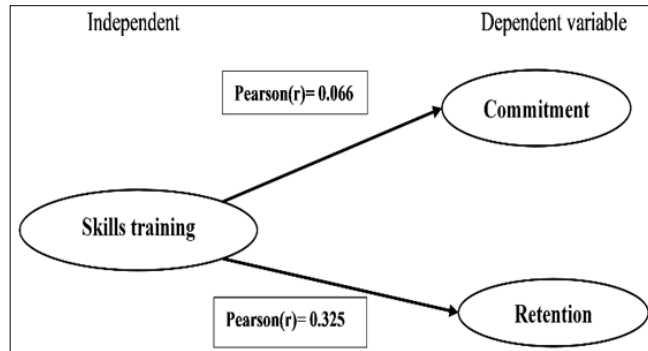 Independent
Dependent variable
Pearson(r)= 0.066
Commitment
Skills training
Pearson(r)= 0.325
Retention